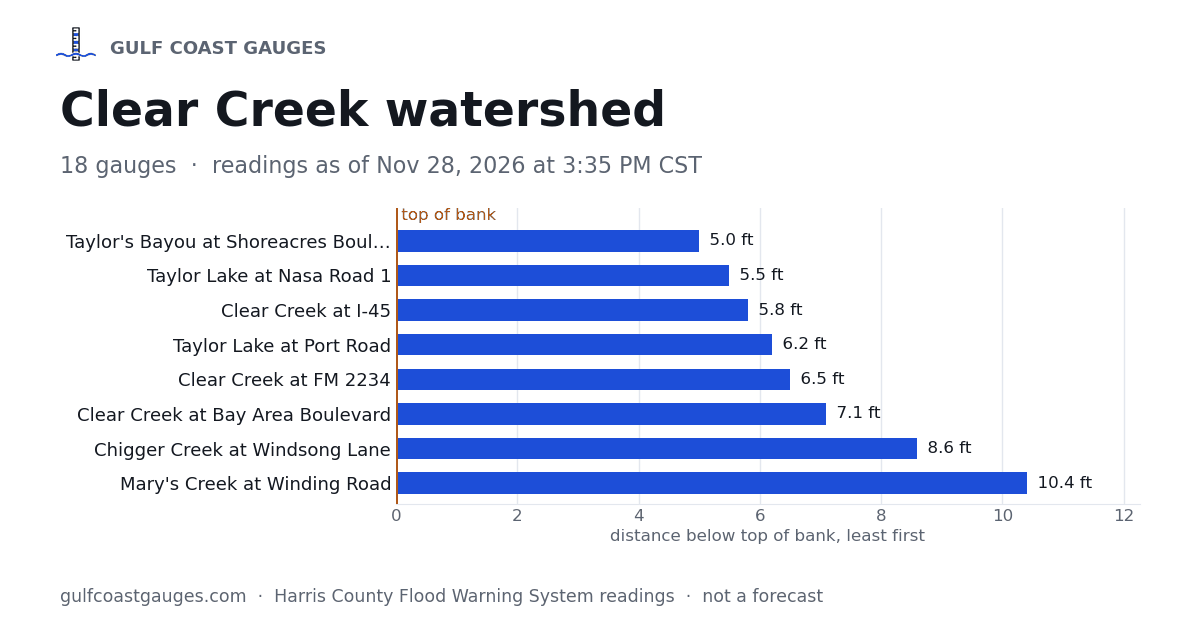 GULF COAST GAUGES
Clear Creek watershed
18 gauges · readings as of Nov 28, 2026 at 3:35 PM CST
top of bank
Taylor's Bayou at Shoreacres Boul… 5.0 ft
Taylor Lake at Nasa Road 1 5.5 ft
Clear Creek at I-45 5.8 ft
Taylor Lake at Port Road 6.2 ft
Clear Creek at FM 2234 6.5 ft
Clear Creek at Bay Area Boulevard 7.1 ft
Chigger Creek at Windsong Lane 8.6 ft
Mary's Creek at Winding Road 10.4 ft
0 2 4 6 8 10 12
distance below top of bank, least first
gulfcoastgauges.com · Harris County Flood Warning System readings · not a forecast